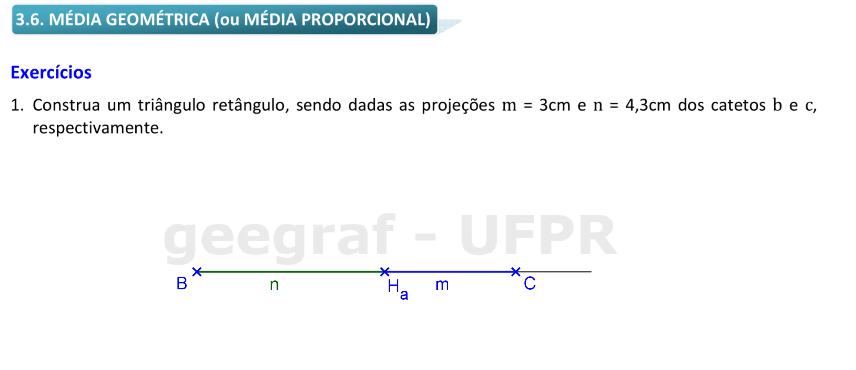 3.6. MÉDIA GEOMÉTRICA (ou MÉDIA PROPORCIONAL)
Exercícios
1. Construa um triângulo retângulo, sendo dadas as projeções m = 3cm e n = 4,3cm dos catetos b e c,
respectivamente.
geegraf - UFPR
B n Ha m C